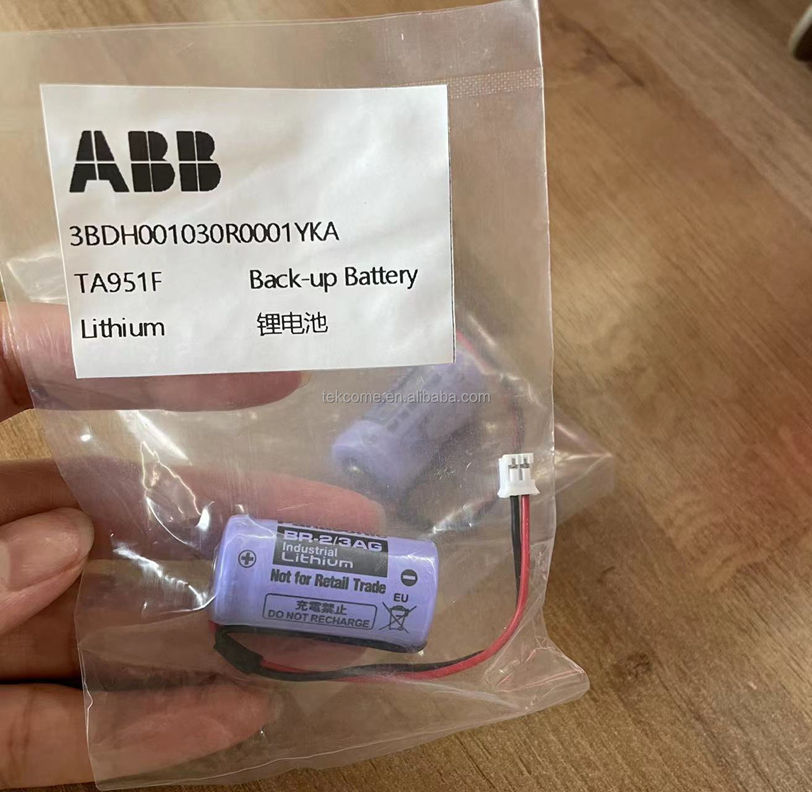 ABB
3BDH001030R0001YKA
TA951F Back-up Battery
Lithium 锂电池
tekcome.en.alibaba.com
BR-2/3AG
Industrial
Lithium
Not for Retail Trade
EU
充電禁止
DO NOT RECHARGE